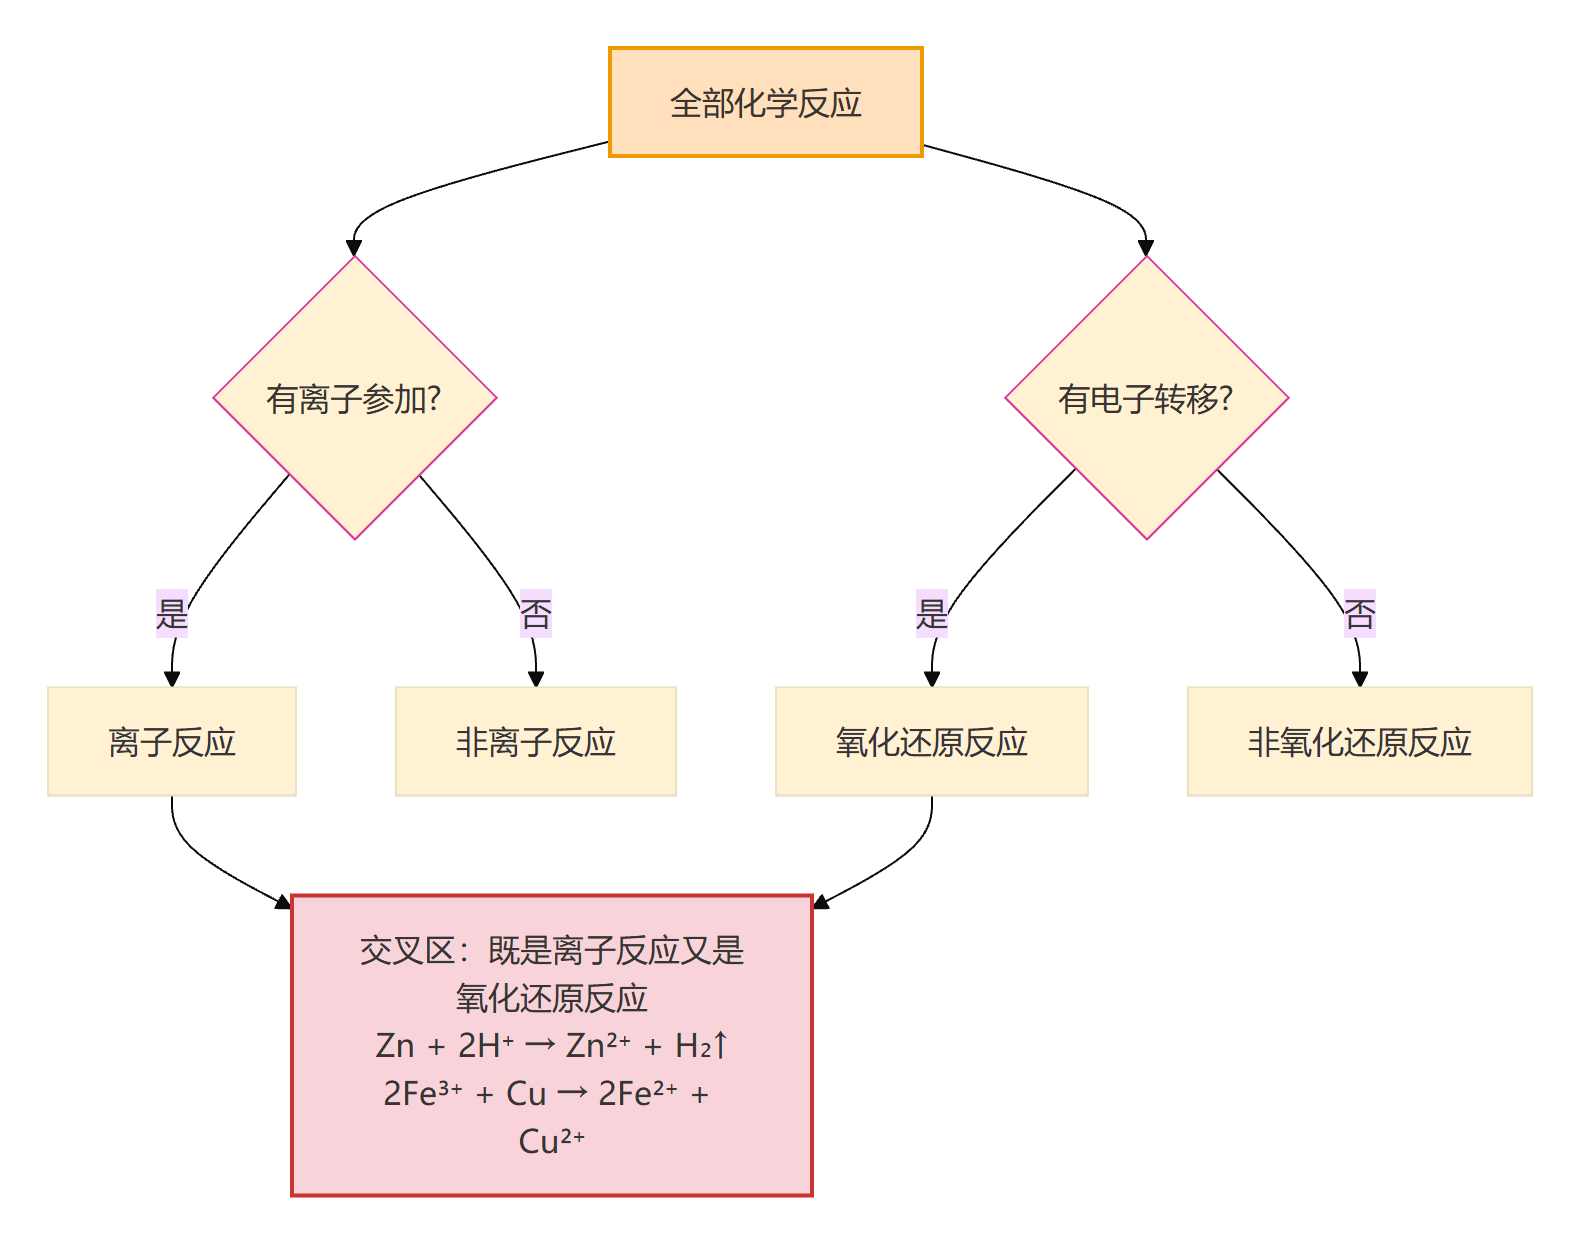 全部化学反应
有离子参加?
有电子转移?
是
否
是
否
离子反应
非离子反应
氧化还原反应
非氧化还原反应
交叉区：既是离子反应又是
氧化还原反应
Zn + 2H⁺ → Zn²⁺ + H₂↑
2Fe³⁺ + Cu → 2Fe²⁺ +
Cu²⁺